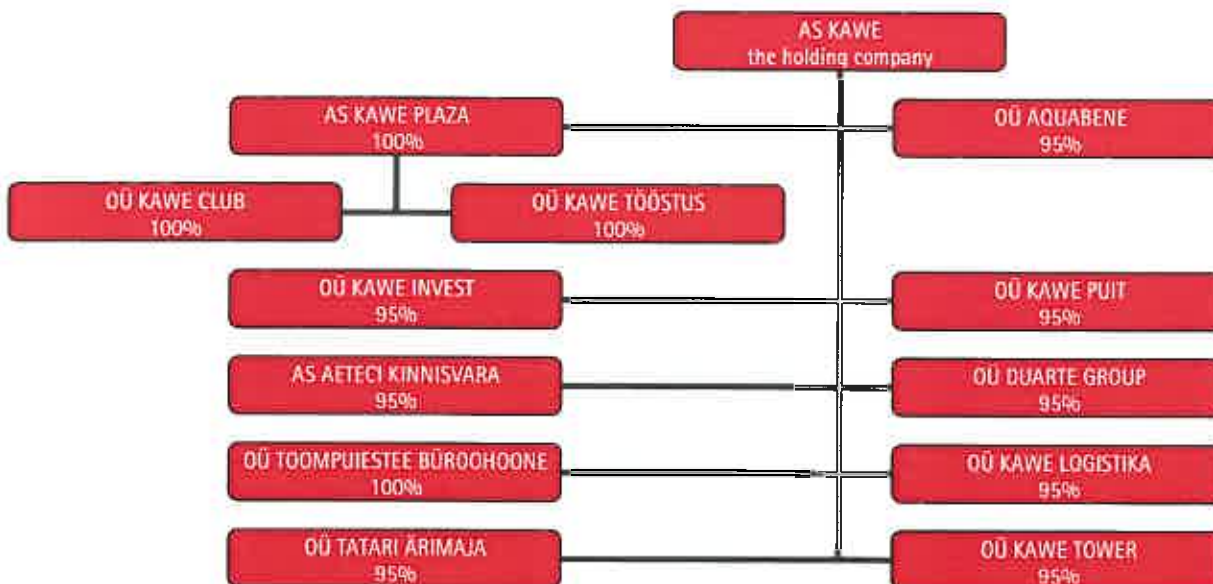 AS KAWE
the holding company
AS KAWE PLAZA
100%
OÜ AQUABENE
95%
OÜ KAWE CLUB
100%
OÜ KAWE TÖÖSTUS
100%
OÜ KAWE INVEST
95%
OÜ KAWE PUIT
95%
AS AETECI KINNISVARA
95%
OÜ DUARTE GROUP
95%
OÜ TOOMPUIESTEE BÜROOHOONE
100%
OÜ KAWE LOGISTIKA
95%
OÜ TATARI ÄRIMAJA
95%
OÜ KAWE TOWER
95%